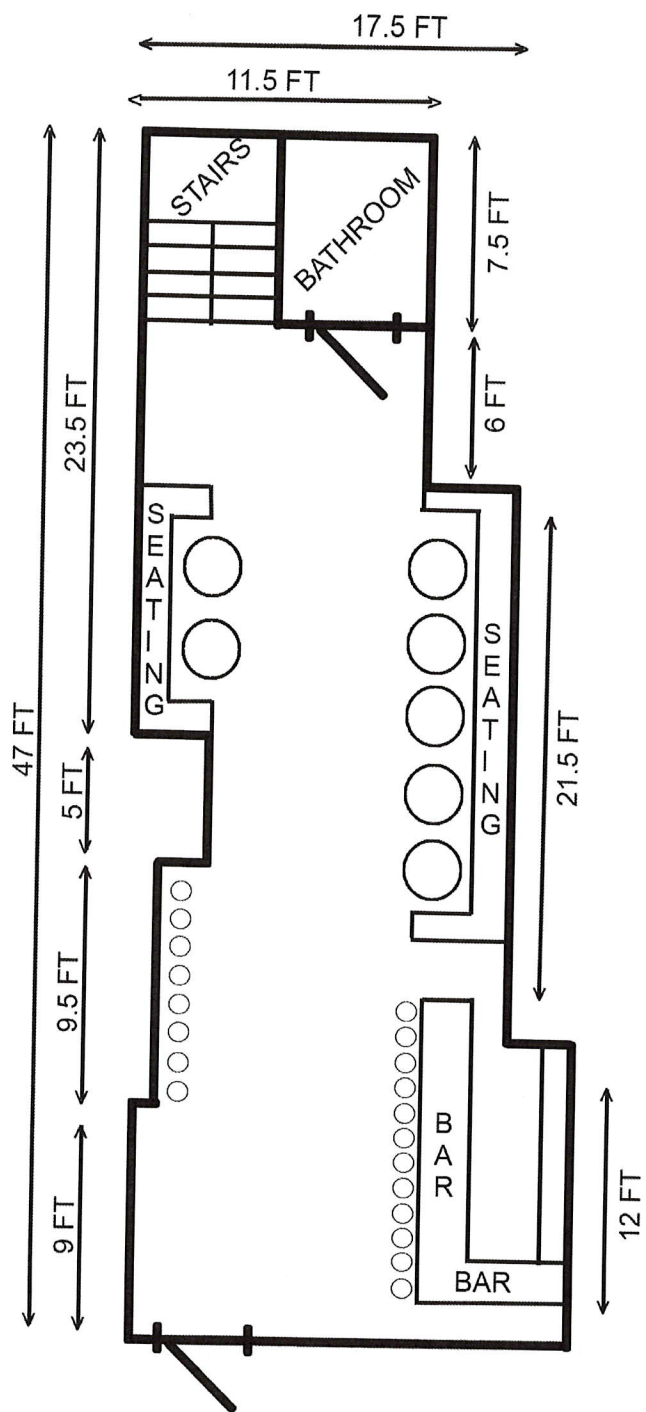 17.5 FT
11.5 FT
STAIRS
BATHROOM
7.5 FT
6 FT
23.5 FT
47 FT
SEATING
SEATING
21.5 FT
5 FT
9.5 FT
9 FT
BAR
BAR
12 FT